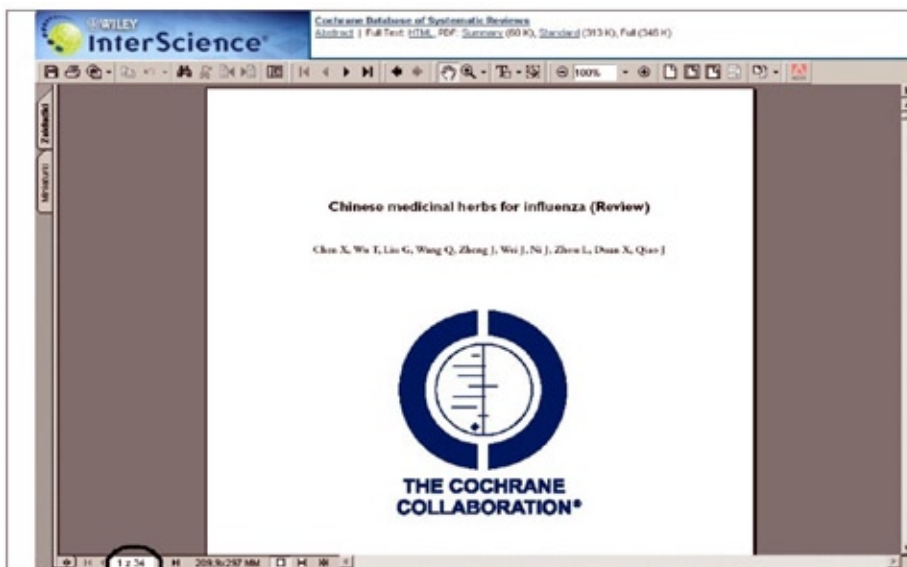 WILEY
InterScience®
Cochrane Database of Systematic Reviews
Abstract | Full Text: HTML, PDF: Summary (60 K), Standard (313 K), Full (346 K)
100%
Zakładki
Miniatury
Chinese medicinal herbs for influenza (Review)
Chen X, Wu T, Liu G, Wang Q, Zheng J, Wei J, Ni J, Zhou L, Duan X, Qiao J
THE COCHRANE
COLLABORATION®
1 z 34 209,9x297 MM